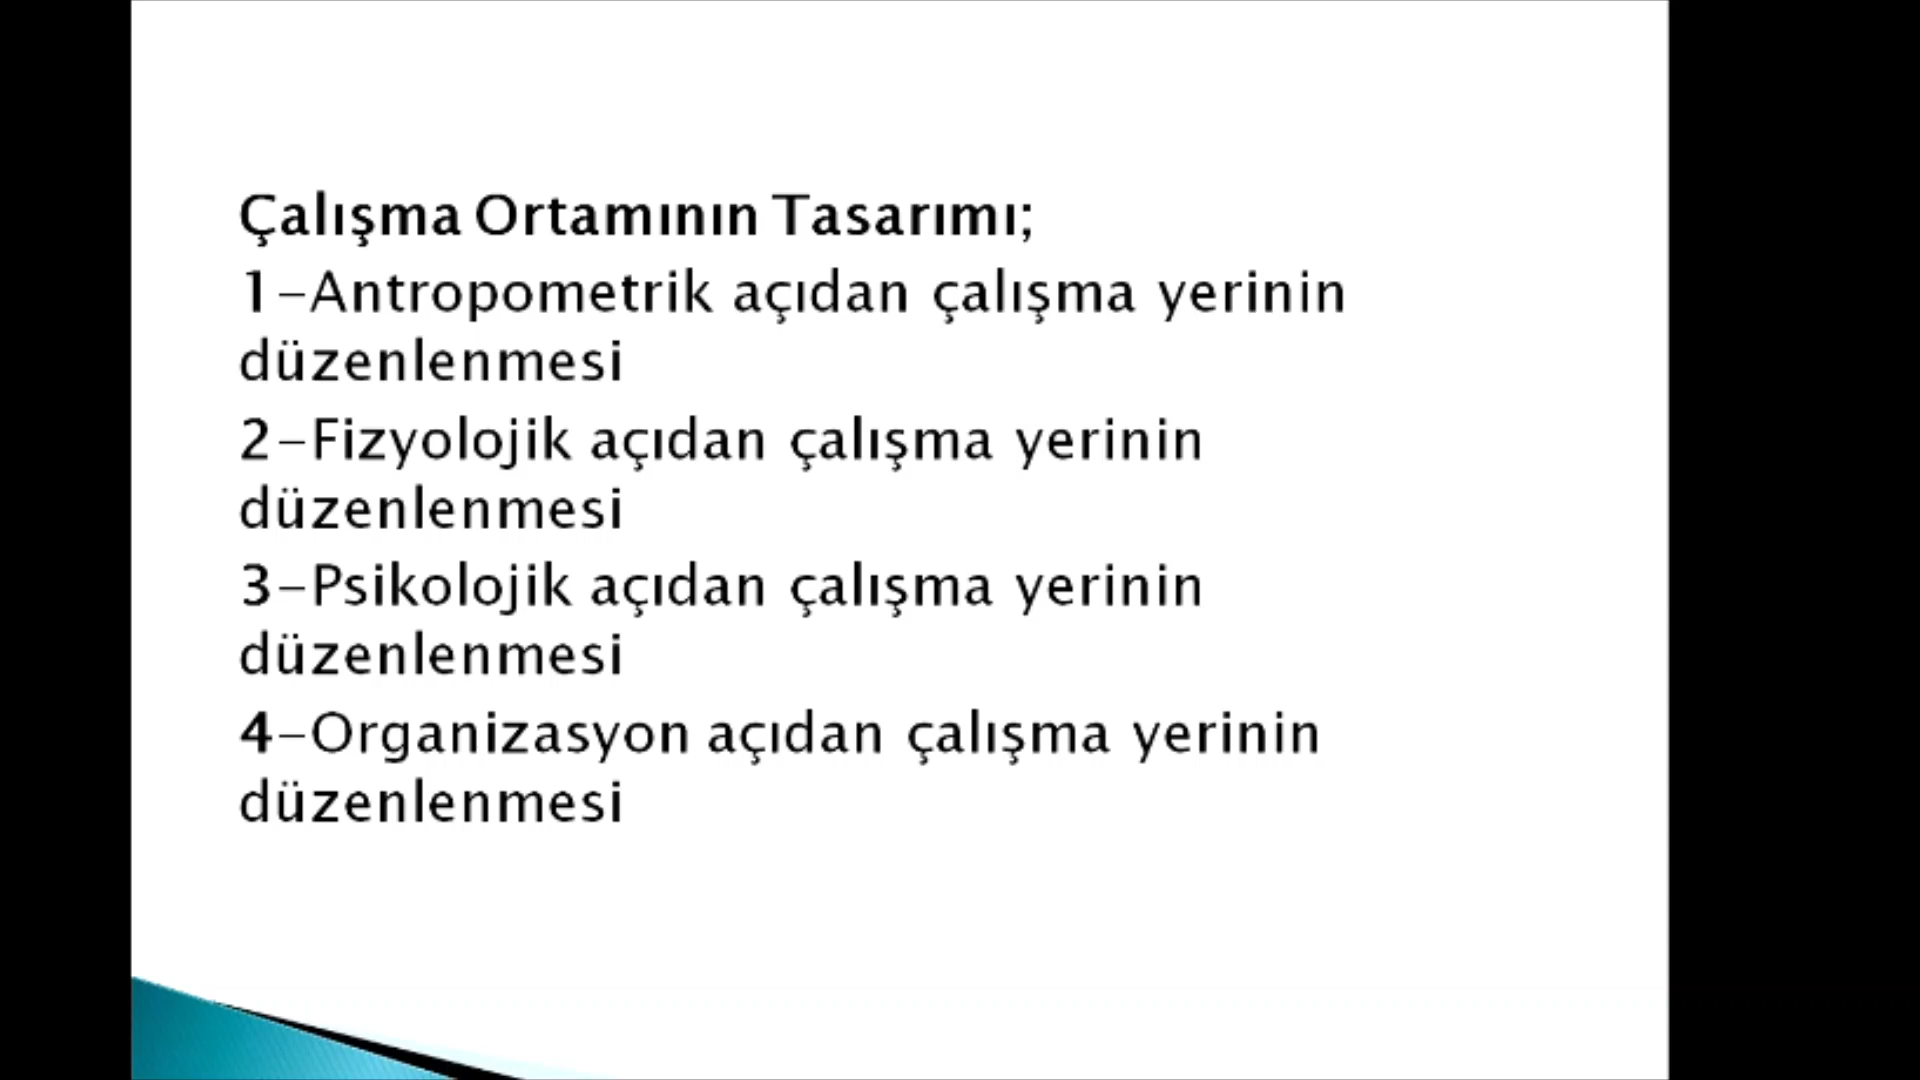 Çalışma Ortamının Tasarımı;
1-Antropometrik açıdan çalışma yerinin
düzenlenmesi
2-Fizyolojik açıdan çalışma yerinin
düzenlenmesi
3-Psikolojik açıdan çalışma yerinin
düzenlenmesi
4-Organizasyon açıdan çalışma yerinin
düzenlenmesi